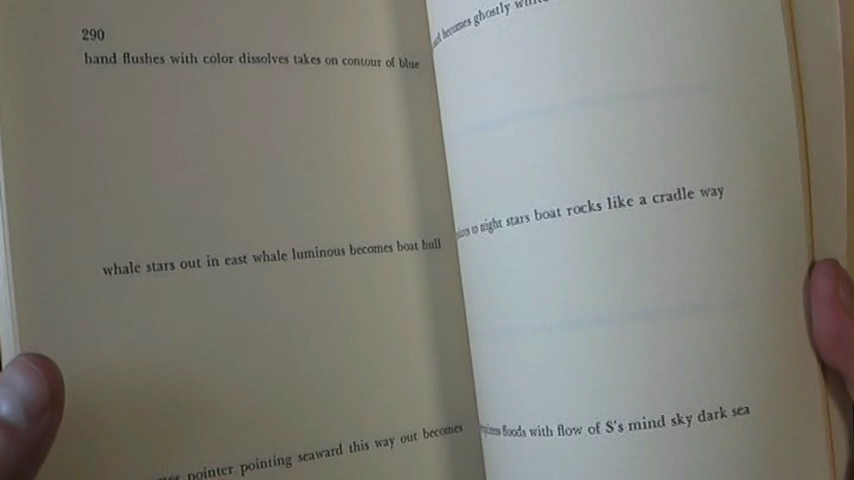 290
hand flushes with color dissolves takes on contour of blue
whale stars out in east whale luminous becomes boat hull
pointer pointing seaward this way out becomes
becomes ghostly
to night stars boat rocks like a cradle way
floods with flow of S's mind sky dark sea